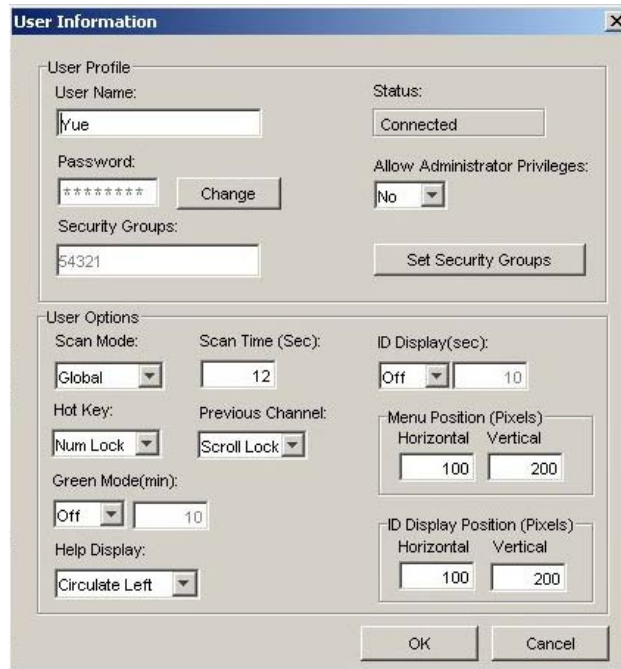 User Information
User Profile
User Name:
Status:
Yue
Connected
Password:
Allow Administrator Privileges:
********
Change
No
Security Groups:
54321
Set Security Groups
User Options
Scan Mode:
Scan Time (Sec):
ID Display(sec):
Global
12
Off
10
Hot Key:
Previous Channel:
Menu Position (Pixels)
Horizontal
Vertical
Num Lock
Scroll Lock
100
200
Green Mode(min):
Off
10
ID Display Position (Pixels)
Help Display:
Horizontal
Vertical
Circulate Left
100
200
OK
Cancel